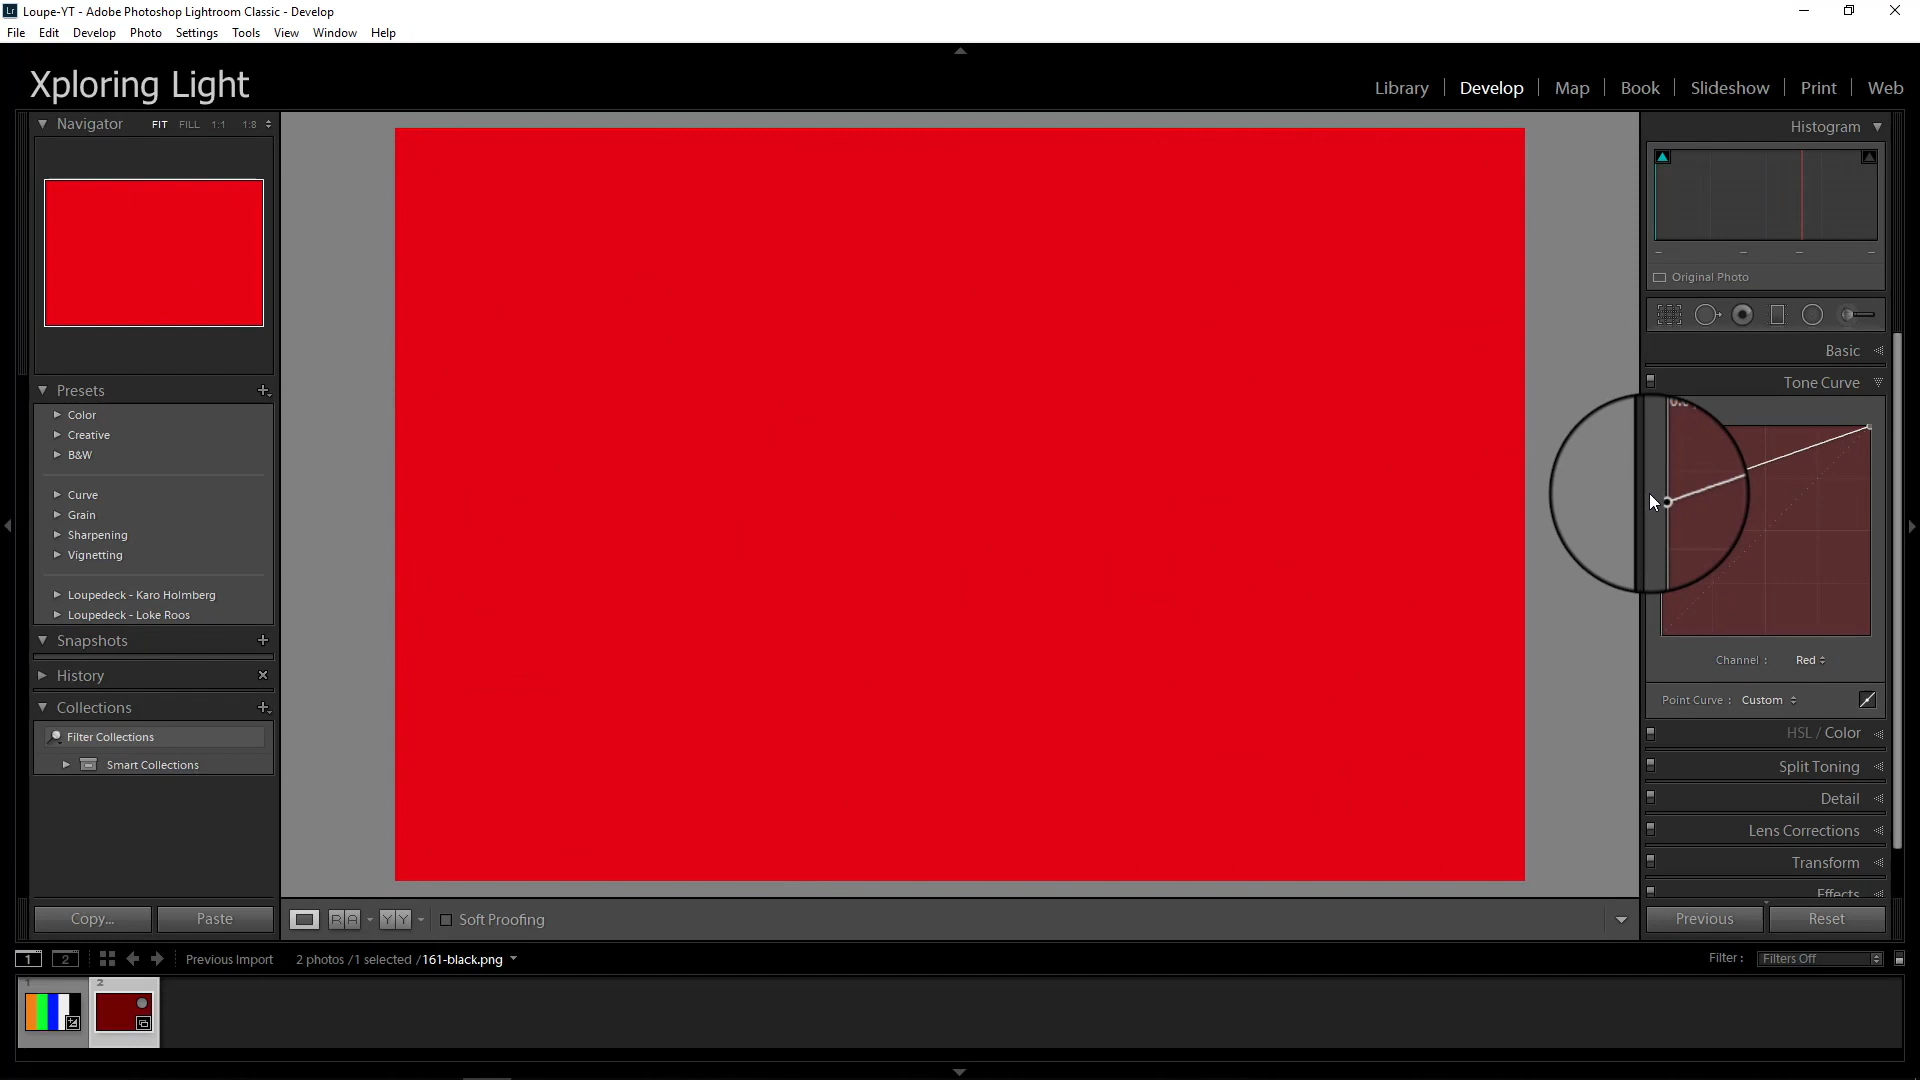 Lr Loupe-YT - Adobe Photoshop Lightroom Classic - Develop
File Edit Develop Photo Settings Tools View Window Help
Xploring Light
Library Develop Map Book Slideshow Print Web
Navigator FIT FILL 1:1 1:8
Histogram
Original Photo
Basic
Tone Curve
Presets
Color
Creative
B&W
Curve
Grain
Sharpening
Vignetting
Loupedeck - Karo Holmberg
Loupedeck - Loke Roos
Snapshots
History
Collections
Filter Collections
Smart Collections
Channel : Red
Point Curve : Custom
HSL / Color
Split Toning
Detail
Lens Corrections
Transform
Effects
Copy... Paste
R A Y Y Soft Proofing
Previous Reset
1 2 Previous Import 2 photos /1 selected /161-black.png
Filter : Filters Off
1 2